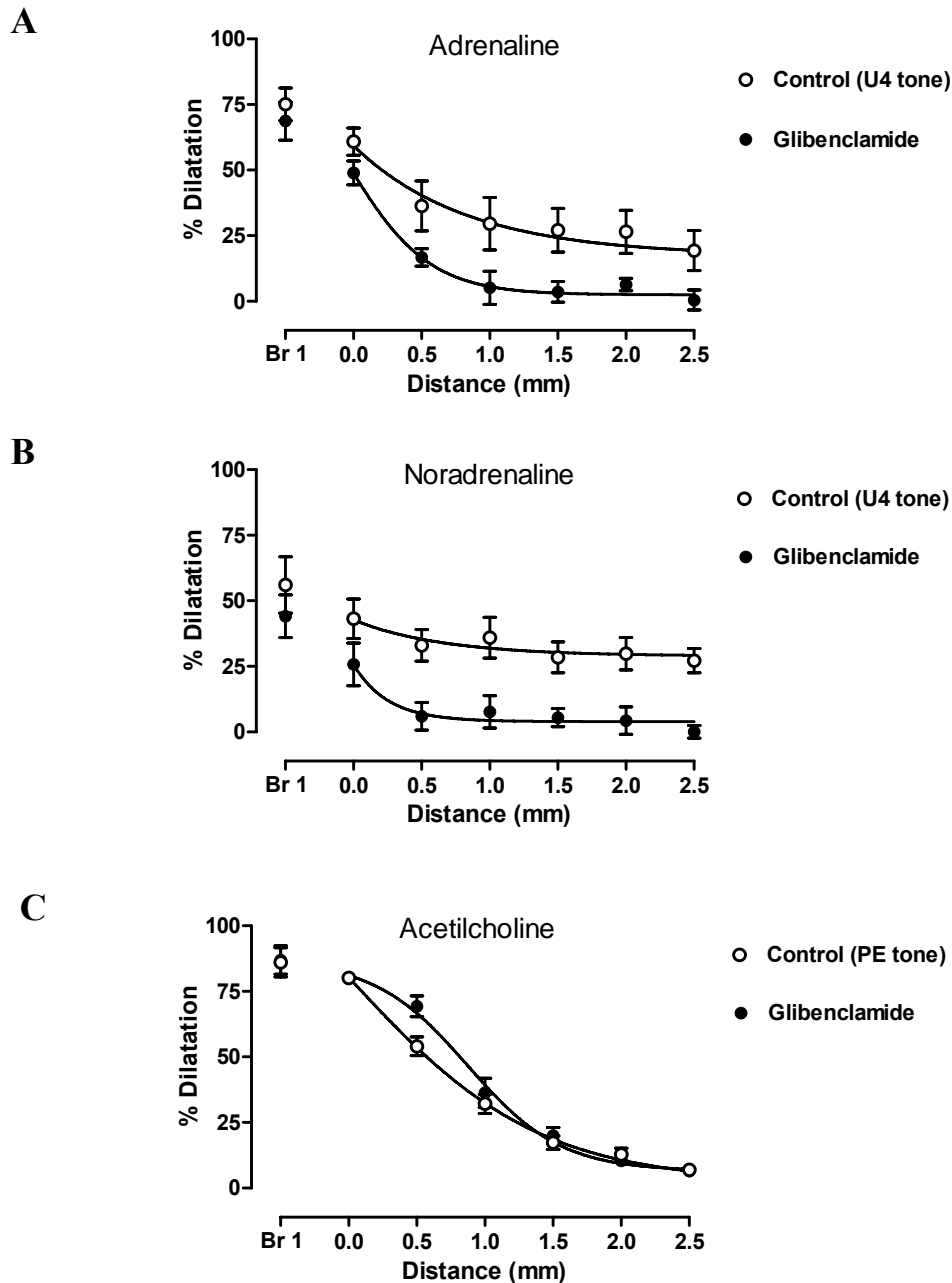 A
Adrenaline
100
75
50
25
0
% Dilatation
Br 1 0.0 0.5 1.0 1.5 2.0 2.5
Distance (mm)
Control (U4 tone)
Glibenclamide
B
Noradrenaline
100
75
50
25
0
% Dilatation
Br 1 0.0 0.5 1.0 1.5 2.0 2.5
Distance (mm)
Control (U4 tone)
Glibenclamide
C
Acetilcholine
100
75
50
25
0
% Dilatation
Br 1 0.0 0.5 1.0 1.5 2.0 2.5
Distance (mm)
Control (PE tone)
Glibenclamide